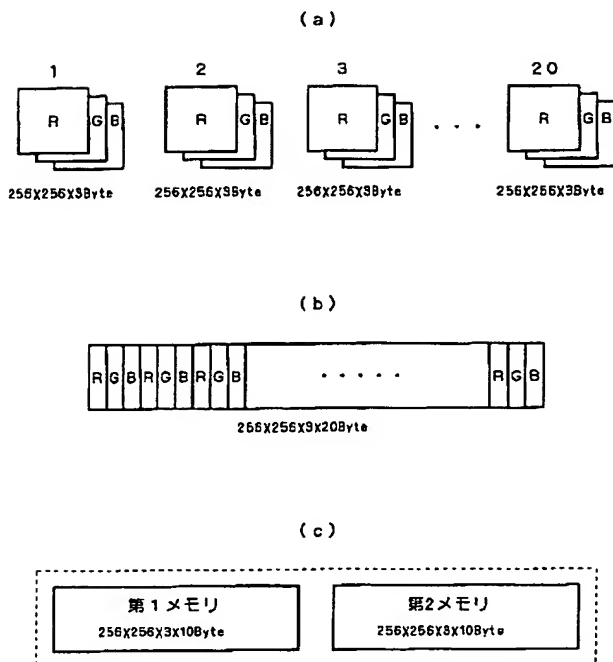 (a)
1 2 3 20
R G B R G B R G B . . . R G B
256X256X3Byte 256X256X3Byte 256X256X3Byte 256X256X3Byte
(b)
R G B R G B R G B . . . . . R G B
256X256X3X20Byte
(c)
第1メモリ 第2メモリ
256X256X3X10Byte 256X256X3X10Byte